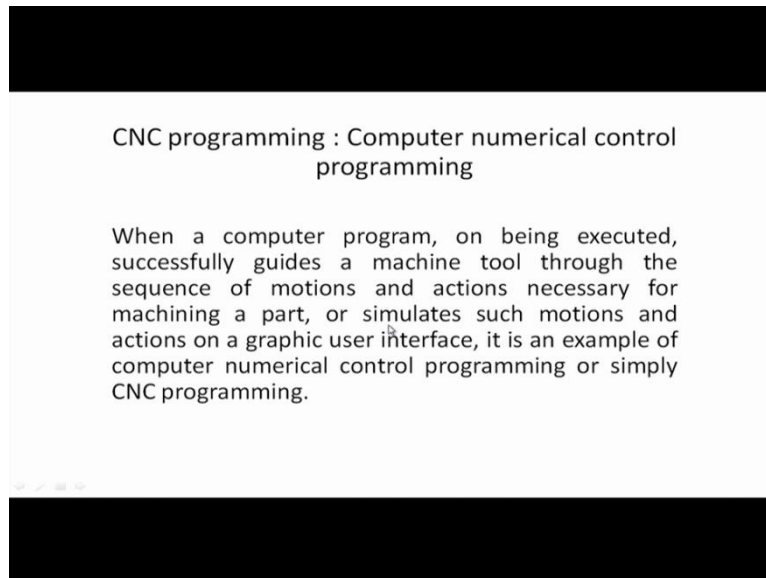 CNC programming : Computer numerical control
programming
When a computer program, on being executed,
successfully guides a machine tool through the
sequence of motions and actions necessary for
machining a part, or simulates such motions and
actions on a graphic user interface, it is an example of
computer numerical control programming or simply
CNC programming.